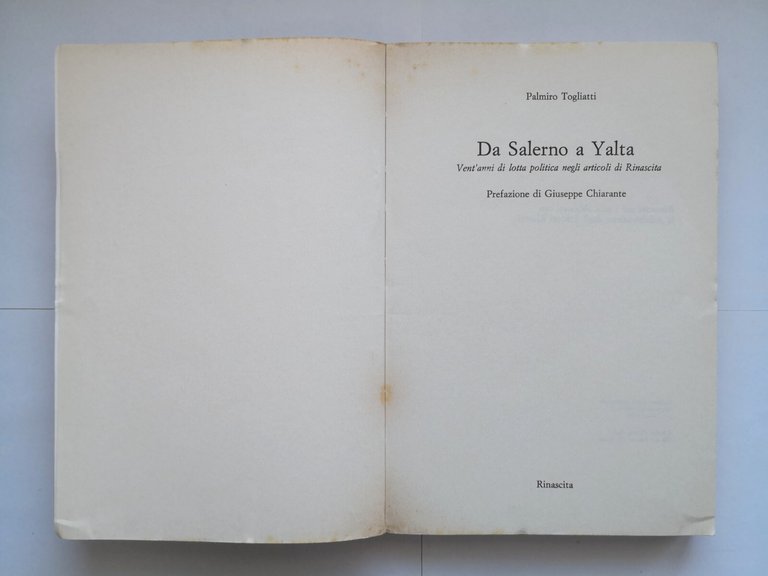 Palmiro Togliatti
Da Salerno a Yalta
Vent'anni di lotta politica negli articoli di Rinascita
Prefazione di Giuseppe Chiarante
Rinascita